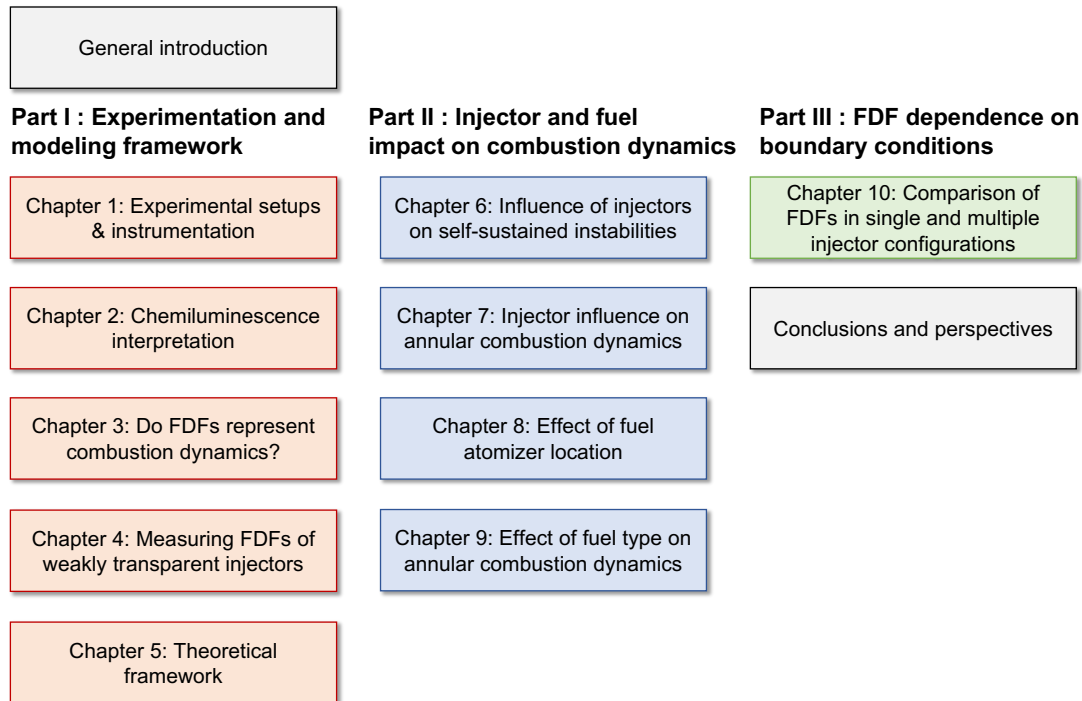 General introduction
Part I : Experimentation and
modeling framework
Chapter 1: Experimental setups
& instrumentation
Chapter 2: Chemiluminescence
interpretation
Chapter 3: Do FDFs represent
combustion dynamics?
Chapter 4: Measuring FDFs of
weakly transparent injectors
Chapter 5: Theoretical
framework
Part II : Injector and fuel
impact on combustion dynamics
Chapter 6: Influence of injectors
on self-sustained instabilities
Chapter 7: Injector influence on
annular combustion dynamics
Chapter 8: Effect of fuel
atomizer location
Chapter 9: Effect of fuel type on
annular combustion dynamics
Part III : FDF dependence on
boundary conditions
Chapter 10: Comparison of
FDFs in single and multiple
injector configurations
Conclusions and perspectives